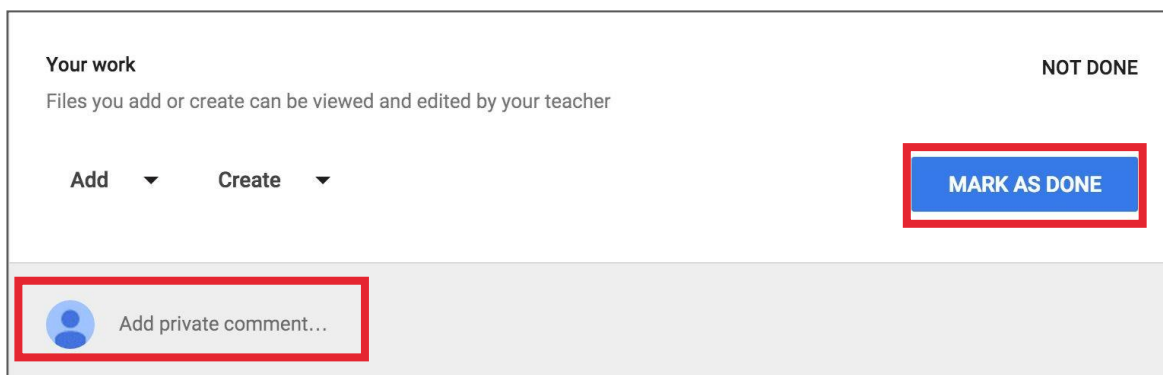 Your work
NOT DONE
Files you add or create can be viewed and edited by your teacher
Add Create
MARK AS DONE
Add private comment…